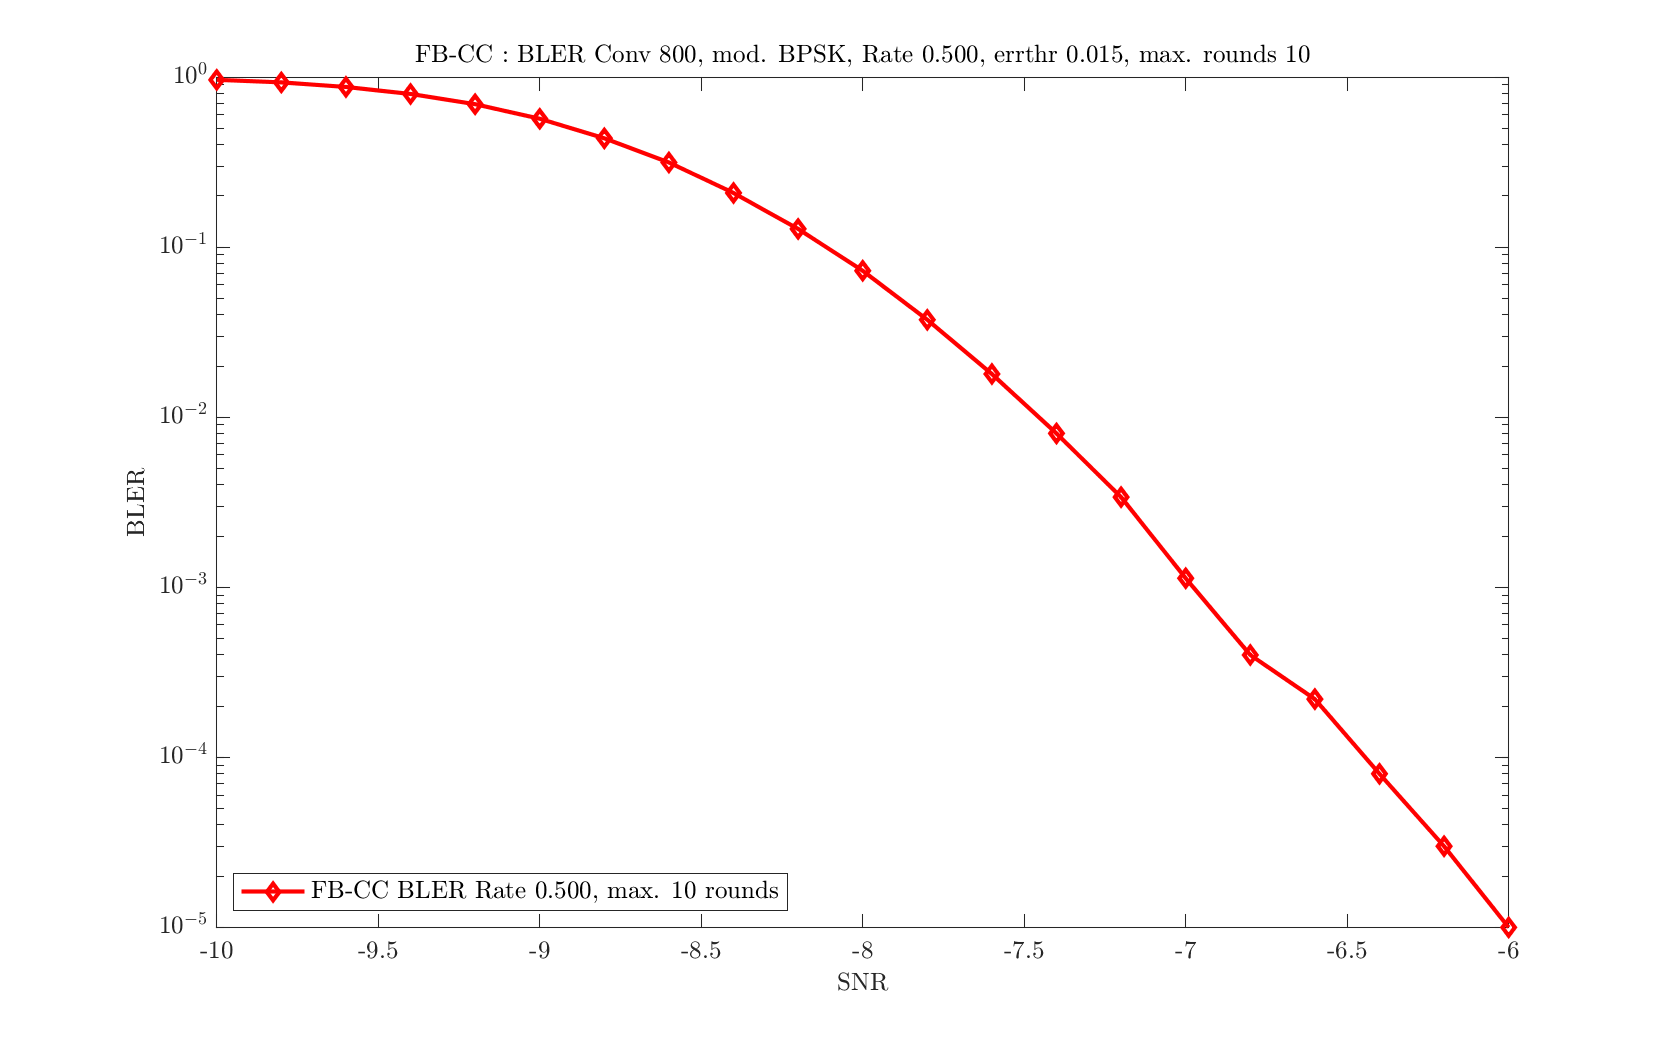 FB-CC : BLER Conv 800, mod. BPSK, Rate 0.500, errthr 0.015, max. rounds 10
10^0
10^−1
10^−2
10^−3
10^−4
10^−5
BLER
FB-CC BLER Rate 0.500, max. 10 rounds
-10 -9.5 -9 -8.5 -8 -7.5 -7 -6.5 -6
SNR